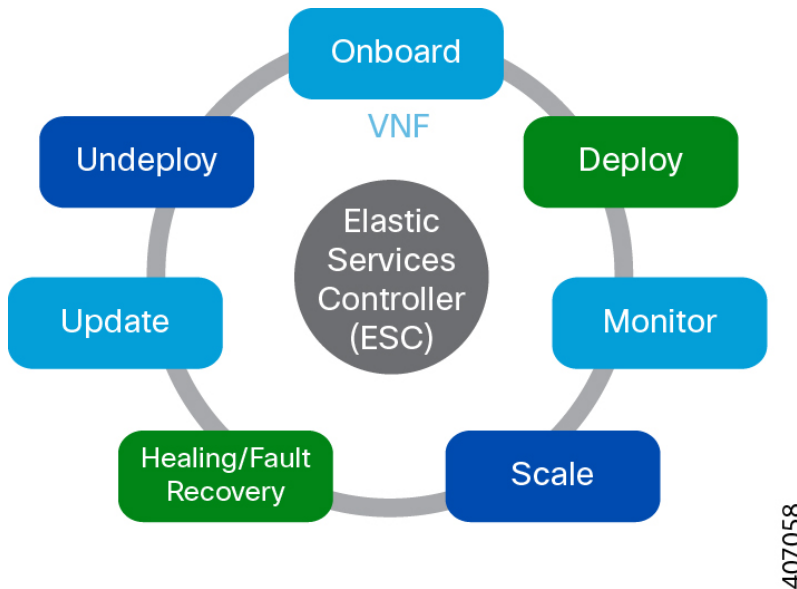 Onboard
VNF
Undeploy
Deploy
Elastic
Services
Controller
(ESC)
Update
Monitor
Healing/Fault
Recovery
Scale
407058